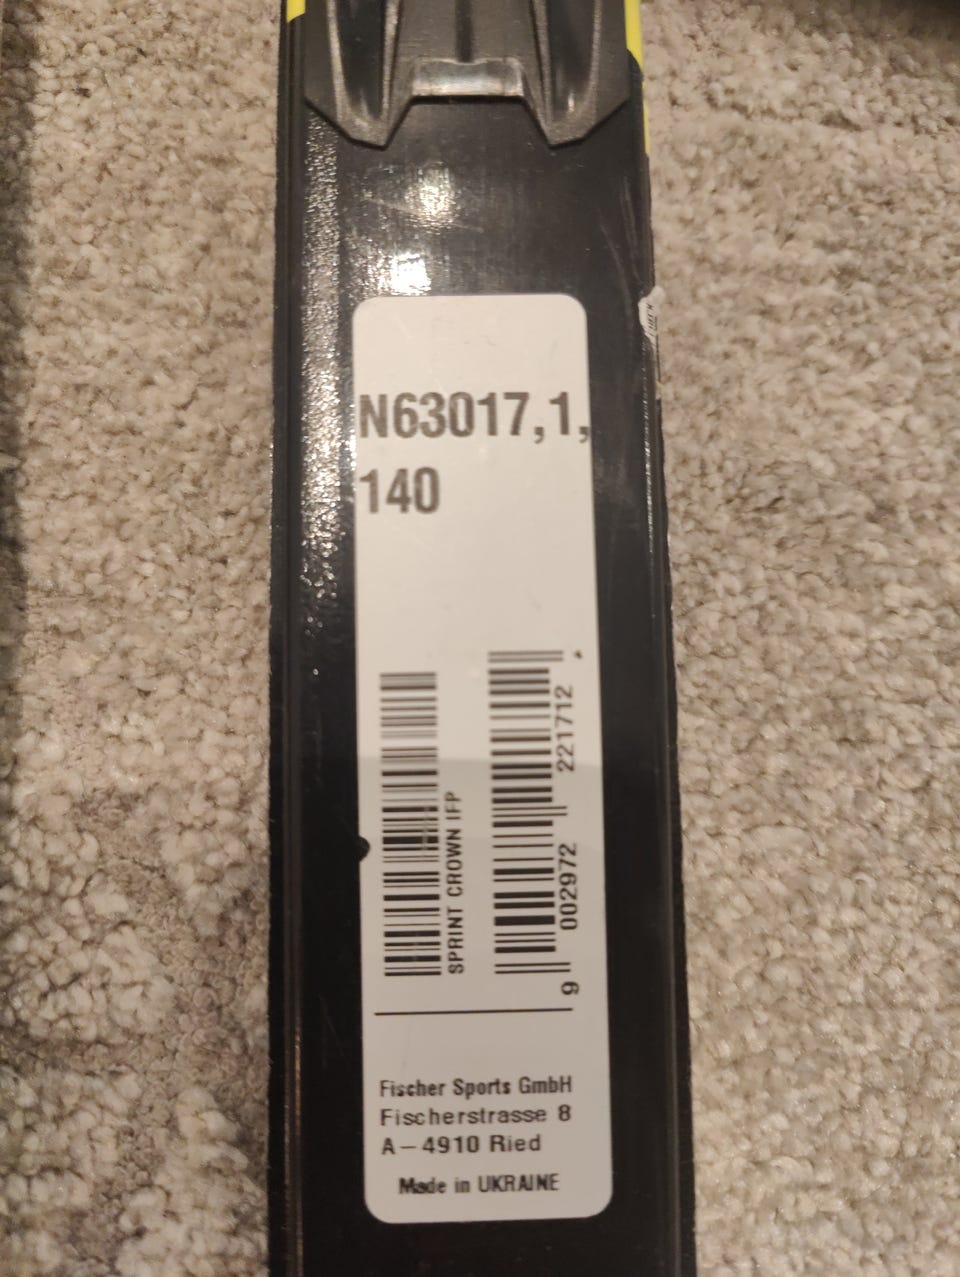 N63017,1,
140
SPRINT CROWN IFP
9 002972 221712
Fischer Sports GmbH
Fischerstrasse 8
A-4910 Ried
Made in UKRAINE